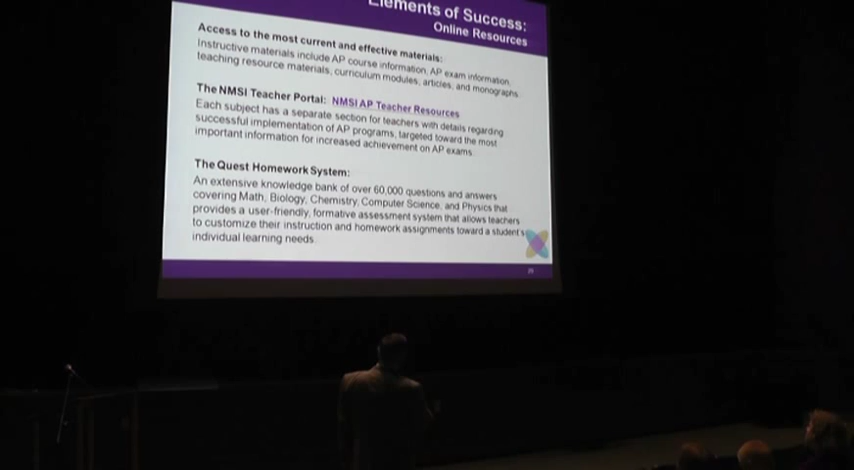 Elements of Success:
Online Resources
Access to the most current and effective materials:
Instructive materials include AP course information, AP exam information,
teaching resource materials, curriculum modules, articles, and monographs.
The NMSI Teacher Portal: NMSI AP Teacher Resources
Each subject has a separate section for teachers with details regarding
successful implementation of AP programs, targeted toward the most
important information for increased achievement on AP exams.
The Quest Homework System:
An extensive knowledge bank of over 60,000 questions and answers
covering Math, Biology, Chemistry, Computer Science, and Physics that
provides a user-friendly, formative assessment system that allows teachers
to customize their instruction and homework assignments toward a student's
individual learning needs.